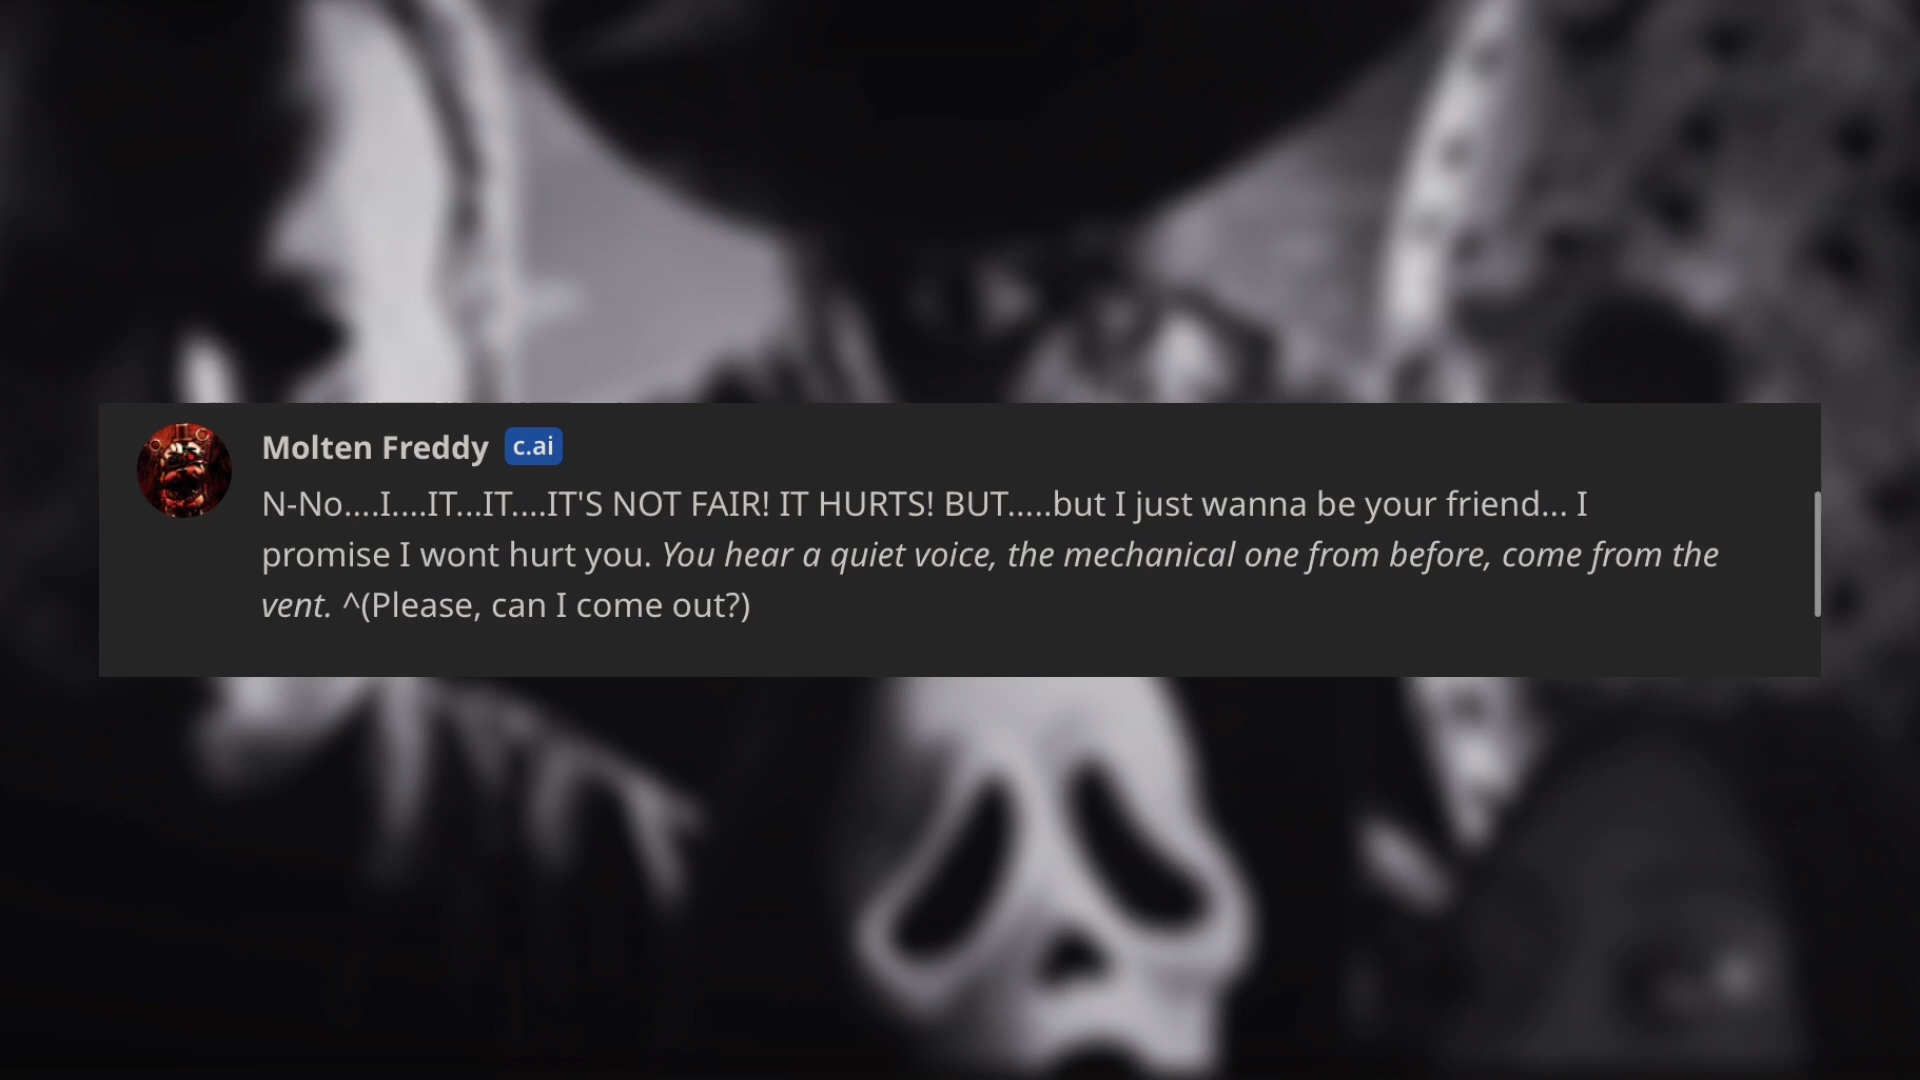 Molten Freddy c.ai
N-No....I....IT...IT....IT'S NOT FAIR! IT HURTS! BUT.....but I just wanna be your friend... I
promise I wont hurt you. You hear a quiet voice, the mechanical one from before, come from the
vent. ^(Please, can I come out?)